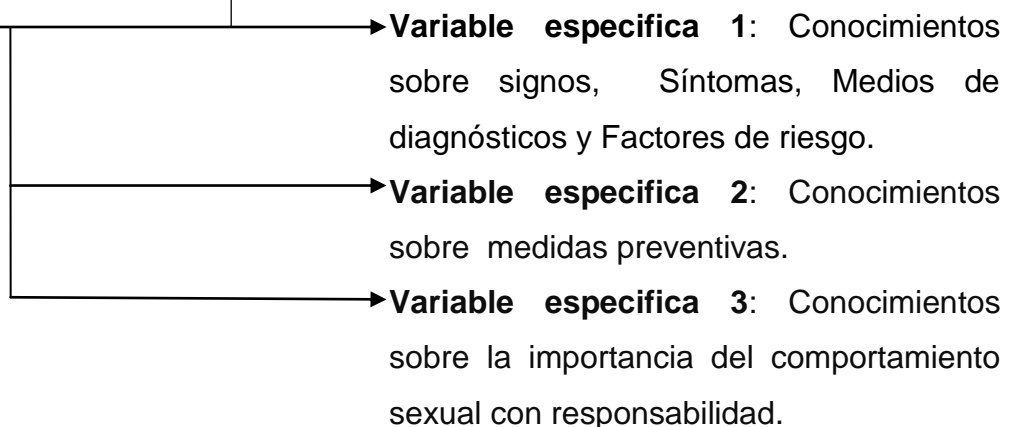 Variable especifica 1: Conocimientos
sobre signos, Síntomas, Medios de
diagnósticos y Factores de riesgo.
Variable especifica 2: Conocimientos
sobre medidas preventivas.
Variable especifica 3: Conocimientos
sobre la importancia del comportamiento
sexual con responsabilidad.